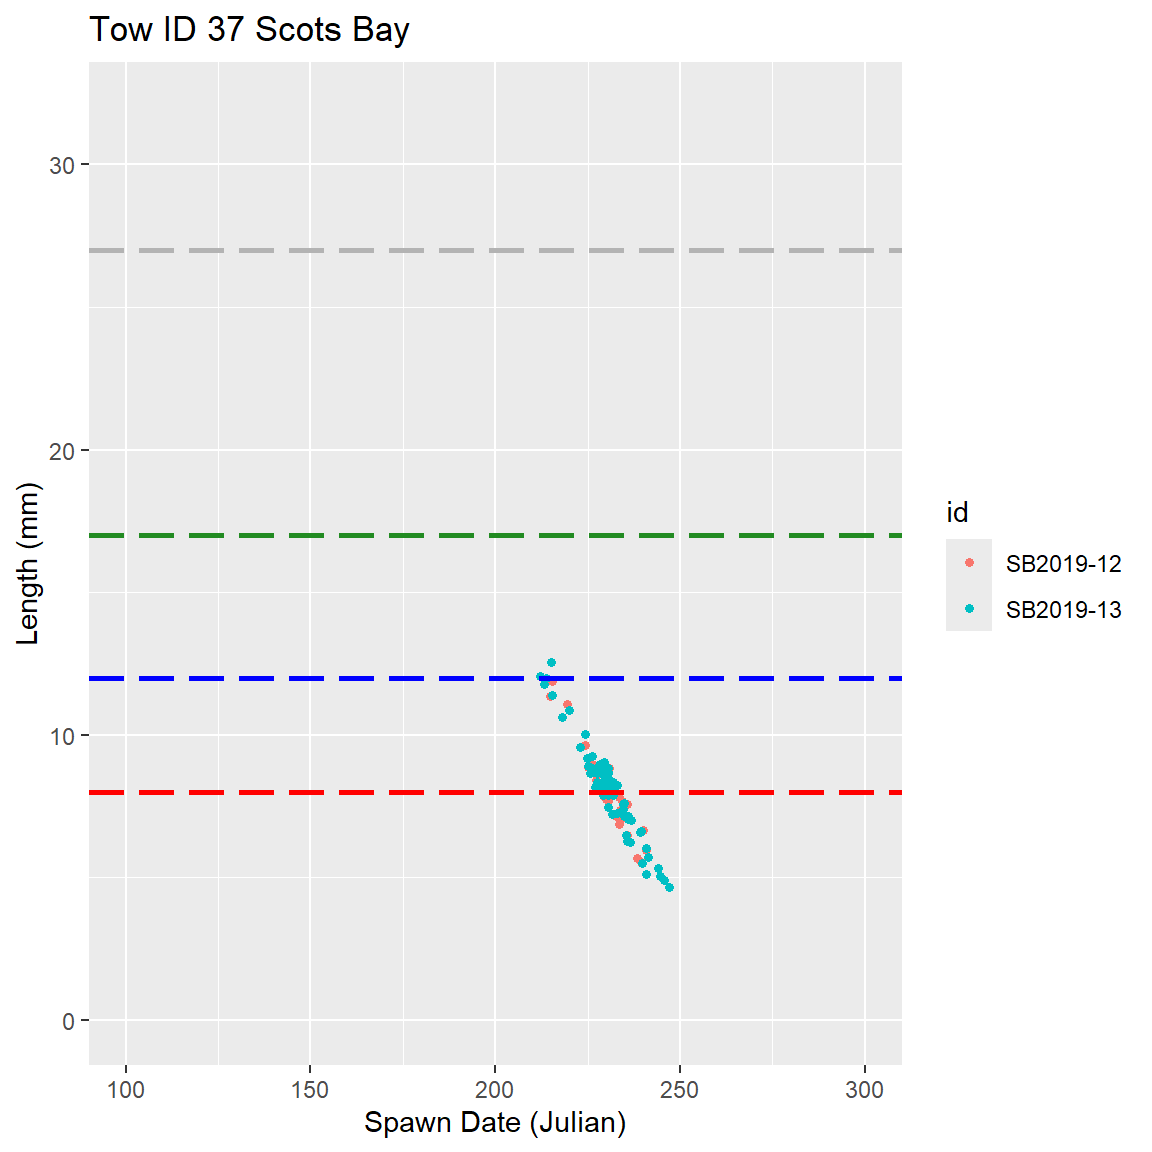 Tow ID 37 Scots Bay
30
20
10
0
Length (mm)
100 150 200 250 300
Spawn Date (Julian)
id
SB2019-12
SB2019-13